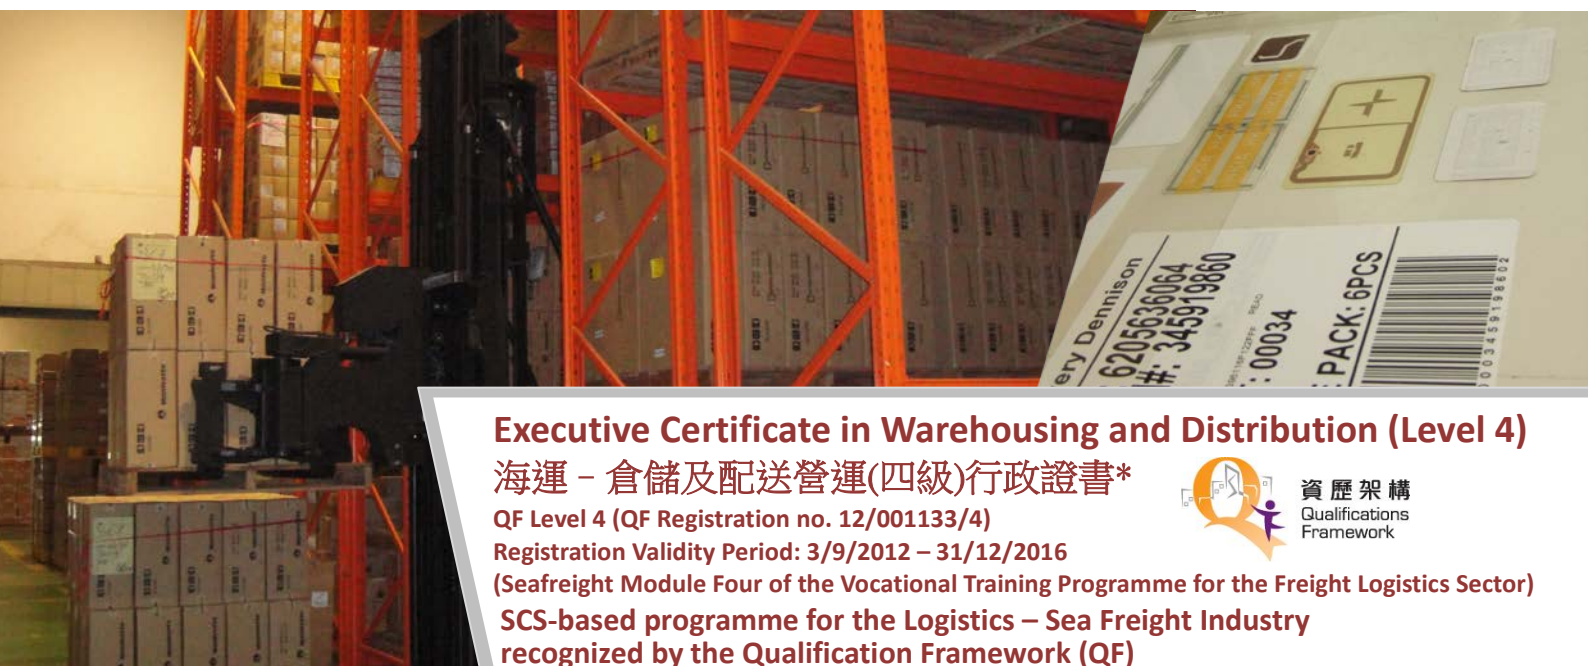 ery Dennison
6205636064
#: 345919860
READ
: 00034
E PACK: 6PCS
Executive Certificate in Warehousing and Distribution (Level 4)
海運－倉儲及配送營運(四級)行政證書*
QF Level 4 (QF Registration no. 12/001133/4)
Registration Validity Period: 3/9/2012 – 31/12/2016
(Seafreight Module Four of the Vocational Training Programme for the Freight Logistics Sector)
SCS-based programme for the Logistics – Sea Freight Industry
recognized by the Qualification Framework (QF)
資歷架構
Qualifications
Framework